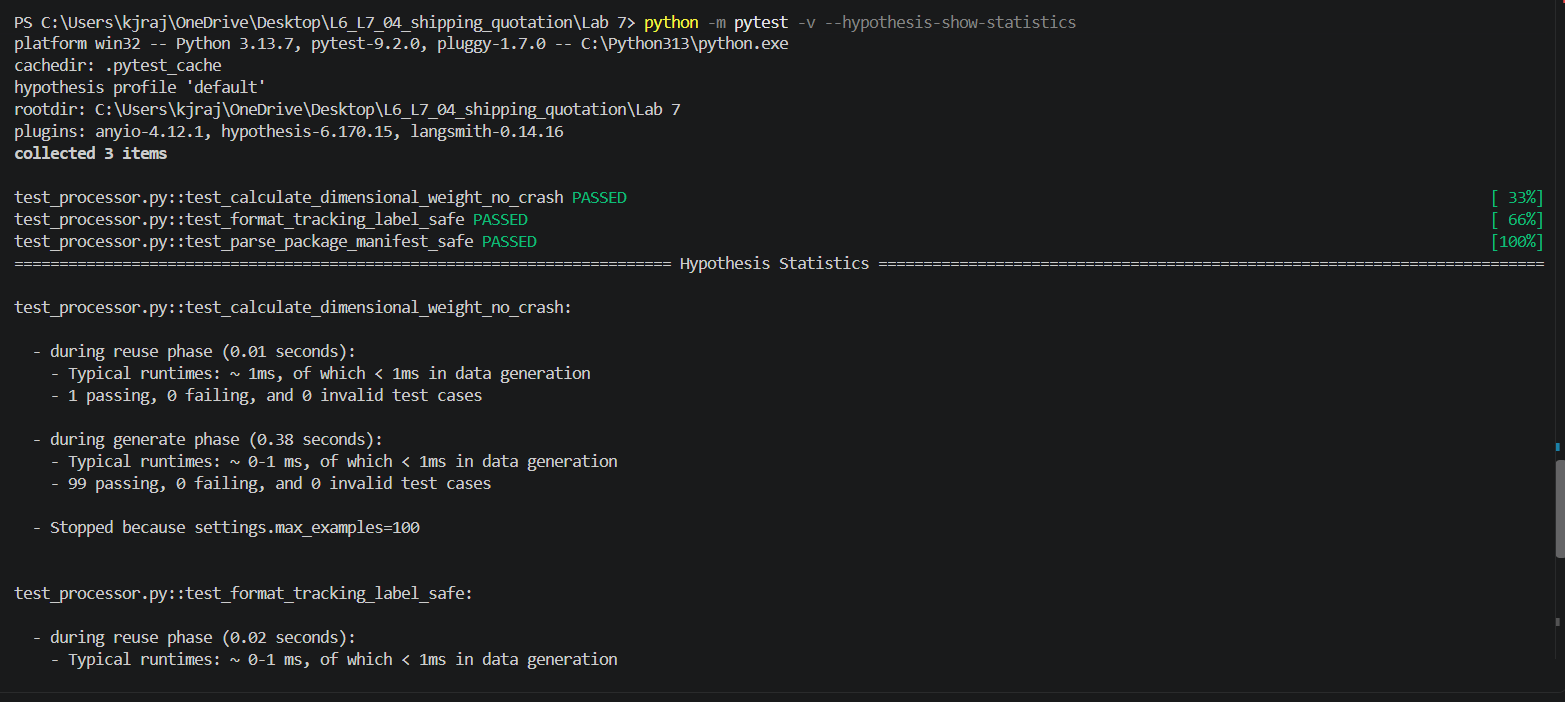 PS C:\Users\kjraj\OneDrive\Desktop\L6_L7_04_shipping_quotation\Lab 7> python -m pytest -v --hypothesis-show-statistics
platform win32 -- Python 3.13.7, pytest-9.2.0, pluggy-1.7.0 -- C:\Python313\python.exe
cachedir: .pytest_cache
hypothesis profile 'default'
rootdir: C:\Users\kjraj\OneDrive\Desktop\L6_L7_04_shipping_quotation\Lab 7
plugins: anyio-4.12.1, hypothesis-6.170.15, langsmith-0.14.16
collected 3 items

test_processor.py::test_calculate_dimensional_weight_no_crash PASSED [ 33%]
test_processor.py::test_format_tracking_label_safe PASSED [ 66%]
test_processor.py::test_parse_package_manifest_safe PASSED [100%]
========================================================================= Hypothesis Statistics ==========================================================================

test_processor.py::test_calculate_dimensional_weight_no_crash:

  - during reuse phase (0.01 seconds):
    - Typical runtimes: ~ 1ms, of which < 1ms in data generation
    - 1 passing, 0 failing, and 0 invalid test cases

  - during generate phase (0.38 seconds):
    - Typical runtimes: ~ 0-1 ms, of which < 1ms in data generation
    - 99 passing, 0 failing, and 0 invalid test cases

  - Stopped because settings.max_examples=100


test_processor.py::test_format_tracking_label_safe:

  - during reuse phase (0.02 seconds):
    - Typical runtimes: ~ 0-1 ms, of which < 1ms in data generation